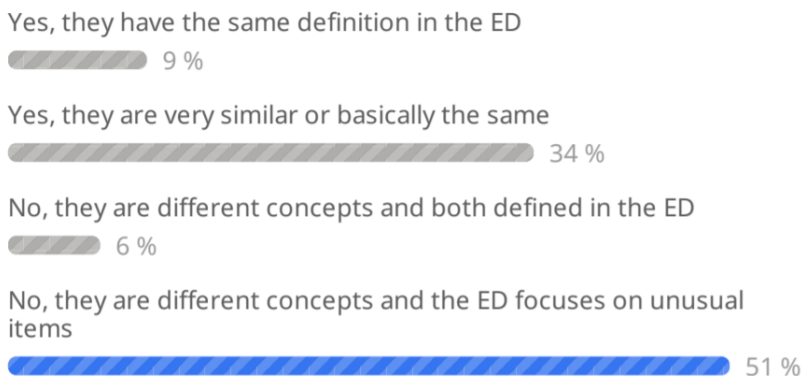 Yes, they have the same definition in the ED
9 %
Yes, they are very similar or basically the same
34 %
No, they are different concepts and both defined in the ED
6 %
No, they are different concepts and the ED focuses on unusual
items
51 %